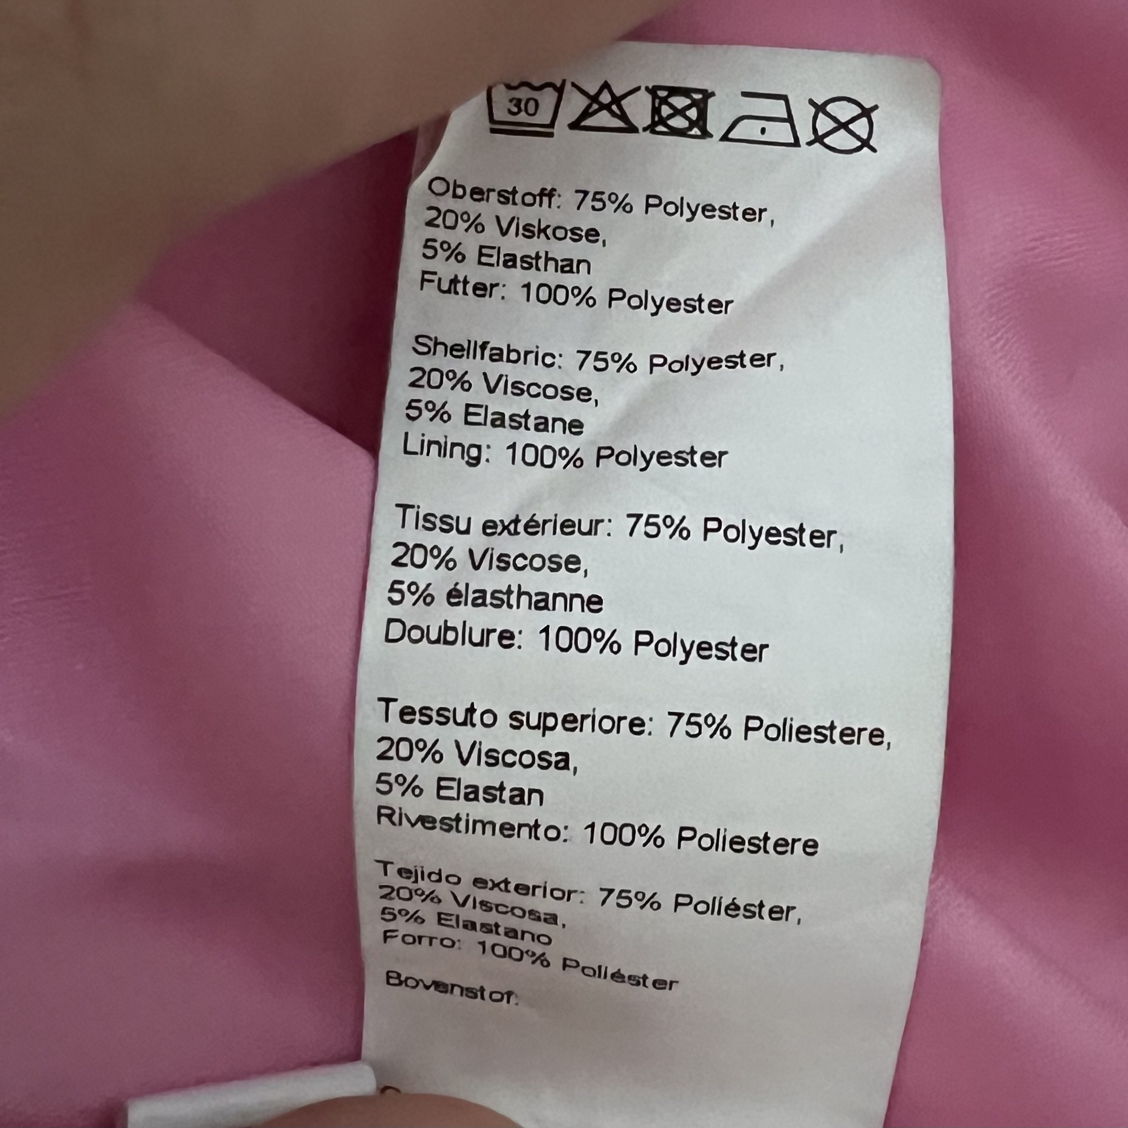 30
Oberstoff: 75% Polyester,
20% Viskose,
5% Elasthan
Futter: 100% Polyester
Shellfabric: 75% Polyester,
20% Viscose,
5% Elastane
Lining: 100% Polyester
Tissu extérieur: 75% Polyester,
20% Viscose,
5% élasthanne
Doublure: 100% Polyester
Tessuto superiore: 75% Poliestere,
20% Viscosa,
5% Elastan
Rivestimento: 100% Poliestere
Tejido exterior: 75% Poliéster,
20% Viscosa,
5% Elastano
Forro: 100% Poliéster
Bovenstof: